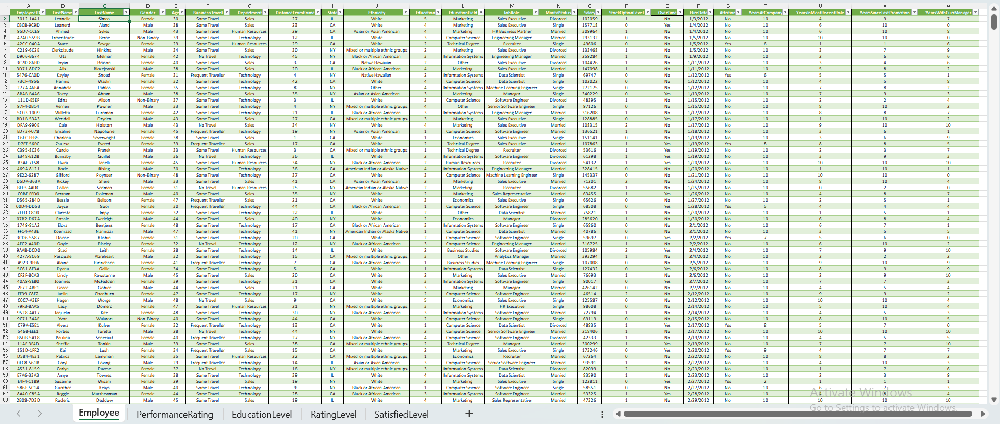 A B C D E F G H I J K L M N O P Q R S T U V W
1 EmployeeID FirstName LastName Gender Age BusinessTravel Department DistanceFromHome State Ethnicity Education EducationField JobRole MaritalStatus Salary StockOptionLevel OverTime HireDate Attrition YearsAtCompany YearsInMostRecentRole YearsSinceLastPromotion YearsWithCurrManager
2 3012-1A41 Leonelle Simco Female 30 Some Travel Sales 27 IL White 5 Marketing Sales Executive Divorced 102059 1 No 1/3/2012 No 10 4 9 7
3 CBCB-9C9D Leonerd Aland Male 38 Some Travel Sales 23 CA White 4 Marketing Sales Executive Single 157718 0 Yes 1/4/2012 No 10 6 10 0
4 95D7-1CE9 Ahmed Sykes Male 43 Some Travel Human Resources 29 CA Asian or Asian American 4 Marketing HR Business Partner Married 309964 1 No 1/4/2012 No 10 6 10 8
5 47A0-559B Ermentrude Berrie Non-Binary 39 Some Travel Technology 12 IL White 3 Computer Science Engineering Manager Married 293132 0 No 1/5/2012 No 10 10 10 0
6 42CC-040A Stace Savege Female 29 Some Travel Human Resources 29 CA White 2 Technical Degree Recruiter Single 49606 0 No 1/5/2012 Yes 6 1 1 6
7 C219-6C2E Clerkclaude Hinkins Male 34 Some Travel Sales 30 NY Mixed or multiple ethnic groups 2 Marketing Sales Executive Divorced 133468 1 No 1/5/2012 No 10 3 7 9
8 D906-B674 Uta Melmar Female 42 No Travel Technology 45 NY Black or African American 3 Information Systems Engineering Manager Married 259284 1 No 1/9/2012 No 10 2 6 6
9 3C7D-86ED Joyan Brason Female 40 Some Travel Sales 3 CA Native Hawaiian 2 Other Sales Executive Divorced 104426 1 No 1/11/2012 No 10 3 4 6
10 3D71-8DC2 Alix Blazejewski Male 38 Some Travel Sales 20 IL Black or African American 4 Marketing Sales Executive Married 147098 1 No 1/11/2012 No 10 5 8 2
11 5476-CA0D Kayley Snoad Female 31 Frequent Traveller Technology 4 NY Native Hawaiian 2 Information Systems Data Scientist Single 69747 0 No 1/12/2012 Yes 6 5 5 1
12 73CF-4956 Hannis Waslin Female 32 Some Travel Technology 42 CA White 4 Computer Science Data Scientist Single 102022 0 No 1/12/2012 No 10 4 5 8
13 277A-A6FA Annabela Pablos Female 35 Some Travel Technology 8 NY Other 4 Information Systems Machine Learning Engineer Single 272175 0 No 1/12/2012 No 10 7 8 2
14 8BAB-B4A6 Torey Abram Male 38 Some Travel Sales 35 NY Asian or Asian American 3 Marketing Manager Single 340229 0 Yes 1/13/2012 No 10 7 9 3
15 111D-E5EF Edna Alison Non-Binary 37 Some Travel Technology 3 IL White 3 Computer Science Software Engineer Divorced 48395 1 No 1/15/2012 No 10 2 2 4
16 97F4-0B14 Vernen Powner Male 33 Some Travel Technology 4 NY Mixed or multiple ethnic groups 4 Other Senior Software Engineer Single 97126 0 No 1/15/2012 No 10 8 10 2
17 5C03-1009 Willetta Lurriman Female 42 Some Travel Technology 21 IL Black or African American 3 Information Systems Engineering Manager Married 316208 1 No 1/17/2012 No 10 8 8 7
18 BD1B-53A3 Wendall Dryden Male 43 Some Travel Sales 27 CA Mixed or multiple ethnic groups 3 Marketing Sales Executive Single 128885 0 Yes 1/17/2012 No 10 1 10 2
19 DFA9-990E Cale Holston Male 43 No Travel Sales 34 NY White 4 Marketing Sales Executive Married 108315 2 No 1/17/2012 No 10 9 10 10
20 ED73-F078 Ernaline Napolione Female 45 Frequent Traveller Technology 19 NY Asian or Asian American 1 Computer Science Software Engineer Married 136521 1 No 1/18/2012 No 10 3 6 1
21 C6EC-FEB5 Charlena Severwright Female 38 Some Travel Sales 1 CA White 1 Economics Sales Executive Single 151141 0 No 1/19/2012 No 10 3 6 9
22 D7EE-56FC Zsa zsa Evered Female 39 Frequent Traveller Sales 17 CA White 2 Technical Degree Sales Executive Married 107863 1 Yes 1/19/2012 Yes 8 8 8 5
23 C395-8C36 Curcio Franek Male 33 Some Travel Human Resources 3 CA Mixed or multiple ethnic groups 1 Technical Degree Recruiter Divorced 53616 1 Yes 1/19/2012 No 10 2 3 7
24 E348-E12B Burnaby Guillet Male 36 No Travel Technology 36 IL White 2 Information Systems Software Engineer Divorced 61298 1 Yes 1/19/2012 No 10 3 9 3
25 B3AF-7E58 Elvira Ianelli Female 45 Some Travel Human Resources 34 NY Black or African American 2 Human Resources Recruiter Divorced 54132 1 Yes 1/20/2012 No 10 10 10 10
26 469A-8121 Baxie Rising Male 30 Some Travel Technology 36 CA American Indian or Alaska Native 4 Information Systems Engineering Manager Married 328415 0 No 1/20/2012 No 10 1 10 1
27 9E22-6287 Gifford Poynser Non-Binary 48 Some Travel Technology 37 CA White 3 Computer Science Machine Learning Engineer Single 145337 0 No 1/21/2012 No 10 10 10 0
28 D5DA-363A Rickey Shere Male 33 Some Travel Sales 41 CA Asian or Asian American 2 Marketing Sales Executive Married 71201 2 No 1/24/2012 No 10 8 10 4
29 BFF3-AADC Collen Sedman Female 31 No Travel Human Resources 25 NY American Indian or Alaska Native 2 Marketing Recruiter Divorced 55682 1 No 1/25/2012 No 10 0 2 0
30 C0BE-FED0 Bertram Doleman Male 40 Some Travel Sales 35 NY White 2 Marketing Sales Representative Married 63455 1 Yes 1/26/2012 No 10 4 8 7
31 D565-284D Bessie Bellson Female 47 Frequent Traveller Sales 21 CA White 3 Economics Sales Executive Single 65626 0 No 1/27/2012 No 10 2 5 1
32 00D4-DD53 Joyce Goor Female 30 Frequent Traveller Technology 44 CA Black or African American 1 Computer Science Software Engineer Single 68508 0 Yes 1/28/2012 Yes 5 4 4 4
33 7FFD-C810 Claresta Impy Female 32 Some Travel Technology 22 IL White 2 Other Data Scientist Married 75821 1 No 1/30/2012 No 10 1 5 1
34 07B2-D67A Rossie Everleigh Male 44 Some Travel Sales 40 NY White 2 Economics Manager Divorced 285620 1 No 1/30/2012 No 10 6 8 4
35 1749-81A2 Elora Bentjens Female 48 Some Travel Technology 17 CA Black or African American 3 Information Systems Software Engineer Single 65860 0 No 2/1/2012 No 10 6 7 1
36 FF14-A43E Koenraad Nannizzi Male 47 Some Travel Technology 41 NY American Indian or Alaska Native 1 Computer Science Data Scientist Married 40786 0 No 2/1/2012 No 10 3 5 5
37 3CD6-5587 Dorise Klishin Female 31 Some Travel Technology 20 CA White 2 Computer Science Software Engineer Single 59697 0 Yes 2/2/2012 Yes 7 5 6 0
38 4FC2-A40D Gayle Riseley Female 32 No Travel Technology 12 NY Black or African American 3 Computer Science Engineering Manager Married 316725 1 No 2/2/2012 No 10 6 10 2
39 9AAB-DCD0 Staci Leith Female 28 Some Travel Technology 14 IL White 2 Business Studies Software Engineer Divorced 105984 2 Yes 2/4/2012 No 10 7 9 10
40 427A-8C69 Pasquale Abreheart Male 32 Some Travel Technology 15 CA Mixed or multiple ethnic groups 3 Other Analytics Manager Married 393294 1 No 2/4/2012 No 10 2 2 2
41 A923-9EF6 Alaine Hinrichsen Female 41 Frequent Traveller Technology 7 CA Black or African American 1 Business Studies Machine Learning Engineer Single 107008 0 No 2/5/2012 No 10 9 10 9
42 5C61-8F3A Dyana Gallie Female 34 Some Travel Technology 5 CA White 1 Information Systems Data Scientist Single 127432 0 Yes 2/6/2012 No 10 8 9 9
43 CF2F-8CA3 Lindy Rawstorne Male 45 Some Travel Sales 20 CA White 2 Marketing Sales Executive Married 76693 1 No 2/6/2012 No 10 2 9 10
44 40A9-8EB0 Joannes McFadden Female 39 Some Travel Technology 31 CA White 3 Information Systems Software Engineer Single 90017 0 Yes 2/7/2012 No 10 7 7 3
45 2E72-4BF1 Grace Gohier Male 44 Some Travel Sales 21 CA White 3 Marketing Manager Married 426142 0 No 2/7/2012 No 10 4 5 4
46 EE39-C8F2 Jaclin Chadburn Female 47 Some Travel Technology 17 NY White 2 Computer Science Software Engineer Married 46514 2 No 2/12/2012 No 10 9 9 2
47 C0C7-A3EF Hagen Worge Male 48 No Travel Sales 9 CA White 5 Economics Sales Executive Single 125587 0 No 2/12/2012 No 10 10 10 4
48 79F3-8AA5 Lacy Domerc Female 47 Some Travel Human Resources 21 NY Mixed or multiple ethnic groups 3 Marketing HR Executive Single 98608 0 No 2/14/2012 No 10 5 10 4
49 9528-AA17 Jaquelin Kite Female 48 Some Travel Technology 30 NY Black or African American 3 Information Systems Software Engineer Married 72794 1 No 2/14/2012 No 10 4 5 3
50 9C71-34AE Yvor Walaron Non-Binary 40 Some Travel Technology 44 CA White 2 Computer Science Software Engineer Single 69119 0 No 2/15/2012 No 10 8 10 5
51 C79A-E5E1 Alvera Kulver Female 32 Frequent Traveller Technology 13 CA White 1 Computer Science Data Scientist Divorced 48835 1 Yes 2/17/2012 Yes 8 5 7 0
52 5468-EEE1 Forbes Toretta Male 28 No Travel Technology 44 NY White 2 Computer Science Senior Software Engineer Married 218406 1 No 2/17/2012 No 10 10 10 10
53 B50B-5A18 Paulina Senecaut Female 40 Frequent Traveller Technology 27 NY Black or African American 4 Computer Science Software Engineer Divorced 42333 1 No 2/19/2012 No 10 4 5 5
54 11AE-3E4D Sheffie Tonkin Male 39 Some Travel Sales 38 CA Mixed or multiple ethnic groups 2 Technical Degree Manager Married 300299 1 Yes 2/19/2012 No 10 7 7 10
55 151D-1FF2 Kai Lush Female 34 Frequent Traveller Sales 15 CA White 2 Marketing Sales Executive Single 173246 0 Yes 2/20/2012 Yes 9 4 7 7
56 D584-4E31 Patrica Lamyman Female 35 Some Travel Human Resources 22 CA Mixed or multiple ethnic groups 1 Economics Recruiter Married 67264 0 No 2/22/2012 No 10 8 8 2
57 0FC8-561B Caryl Loving Male 29 Frequent Traveller Technology 14 IL Asian or Asian American 3 Computer Science Senior Software Engineer Married 93591 1 No 2/22/2012 No 10 4 10 3
58 A531-8159 Carlyn Pavese Female 37 No Travel Technology 16 NY Mixed or multiple ethnic groups 3 Information Systems Data Scientist Divorced 82099 2 No 2/23/2012 No 10 1 7 6
59 E7A6-33A3 Amye Townes Female 38 Some Travel Technology 39 IL White 4 Information Systems Data Scientist Married 83590 1 No 2/23/2012 No 10 2 3 9
60 E4F4-11B9 Susanne Wisam Female 29 Some Travel Sales 19 NY White 2 Marketing Sales Executive Single 122811 0 Yes 2/27/2012 Yes 2 1 1 1
61 586E-5C14 Gunther Keays Male 40 Some Travel Technology 9 NY Black or African American 1 Computer Science Software Engineer Single 58551 0 No 2/27/2012 No 10 6 7 3
62 8A40-C85A Reggie Matthewman Female 44 Some Travel Technology 28 CA Black or African American 3 Information Systems Software Engineer Married 53325 1 Yes 2/28/2012 No 10 4 8 4
63 2B08-7D3D Roderic Daddow Male 45 Some Travel Sales 19 IL White 4 Marketing Sales Representative Married 47326 1 No 2/29/2012 No 10 10 10 10
Activate Windows
Go to Settings to activate Windows.
Employee PerformanceRating EducationLevel RatingLevel SatisfiedLevel +